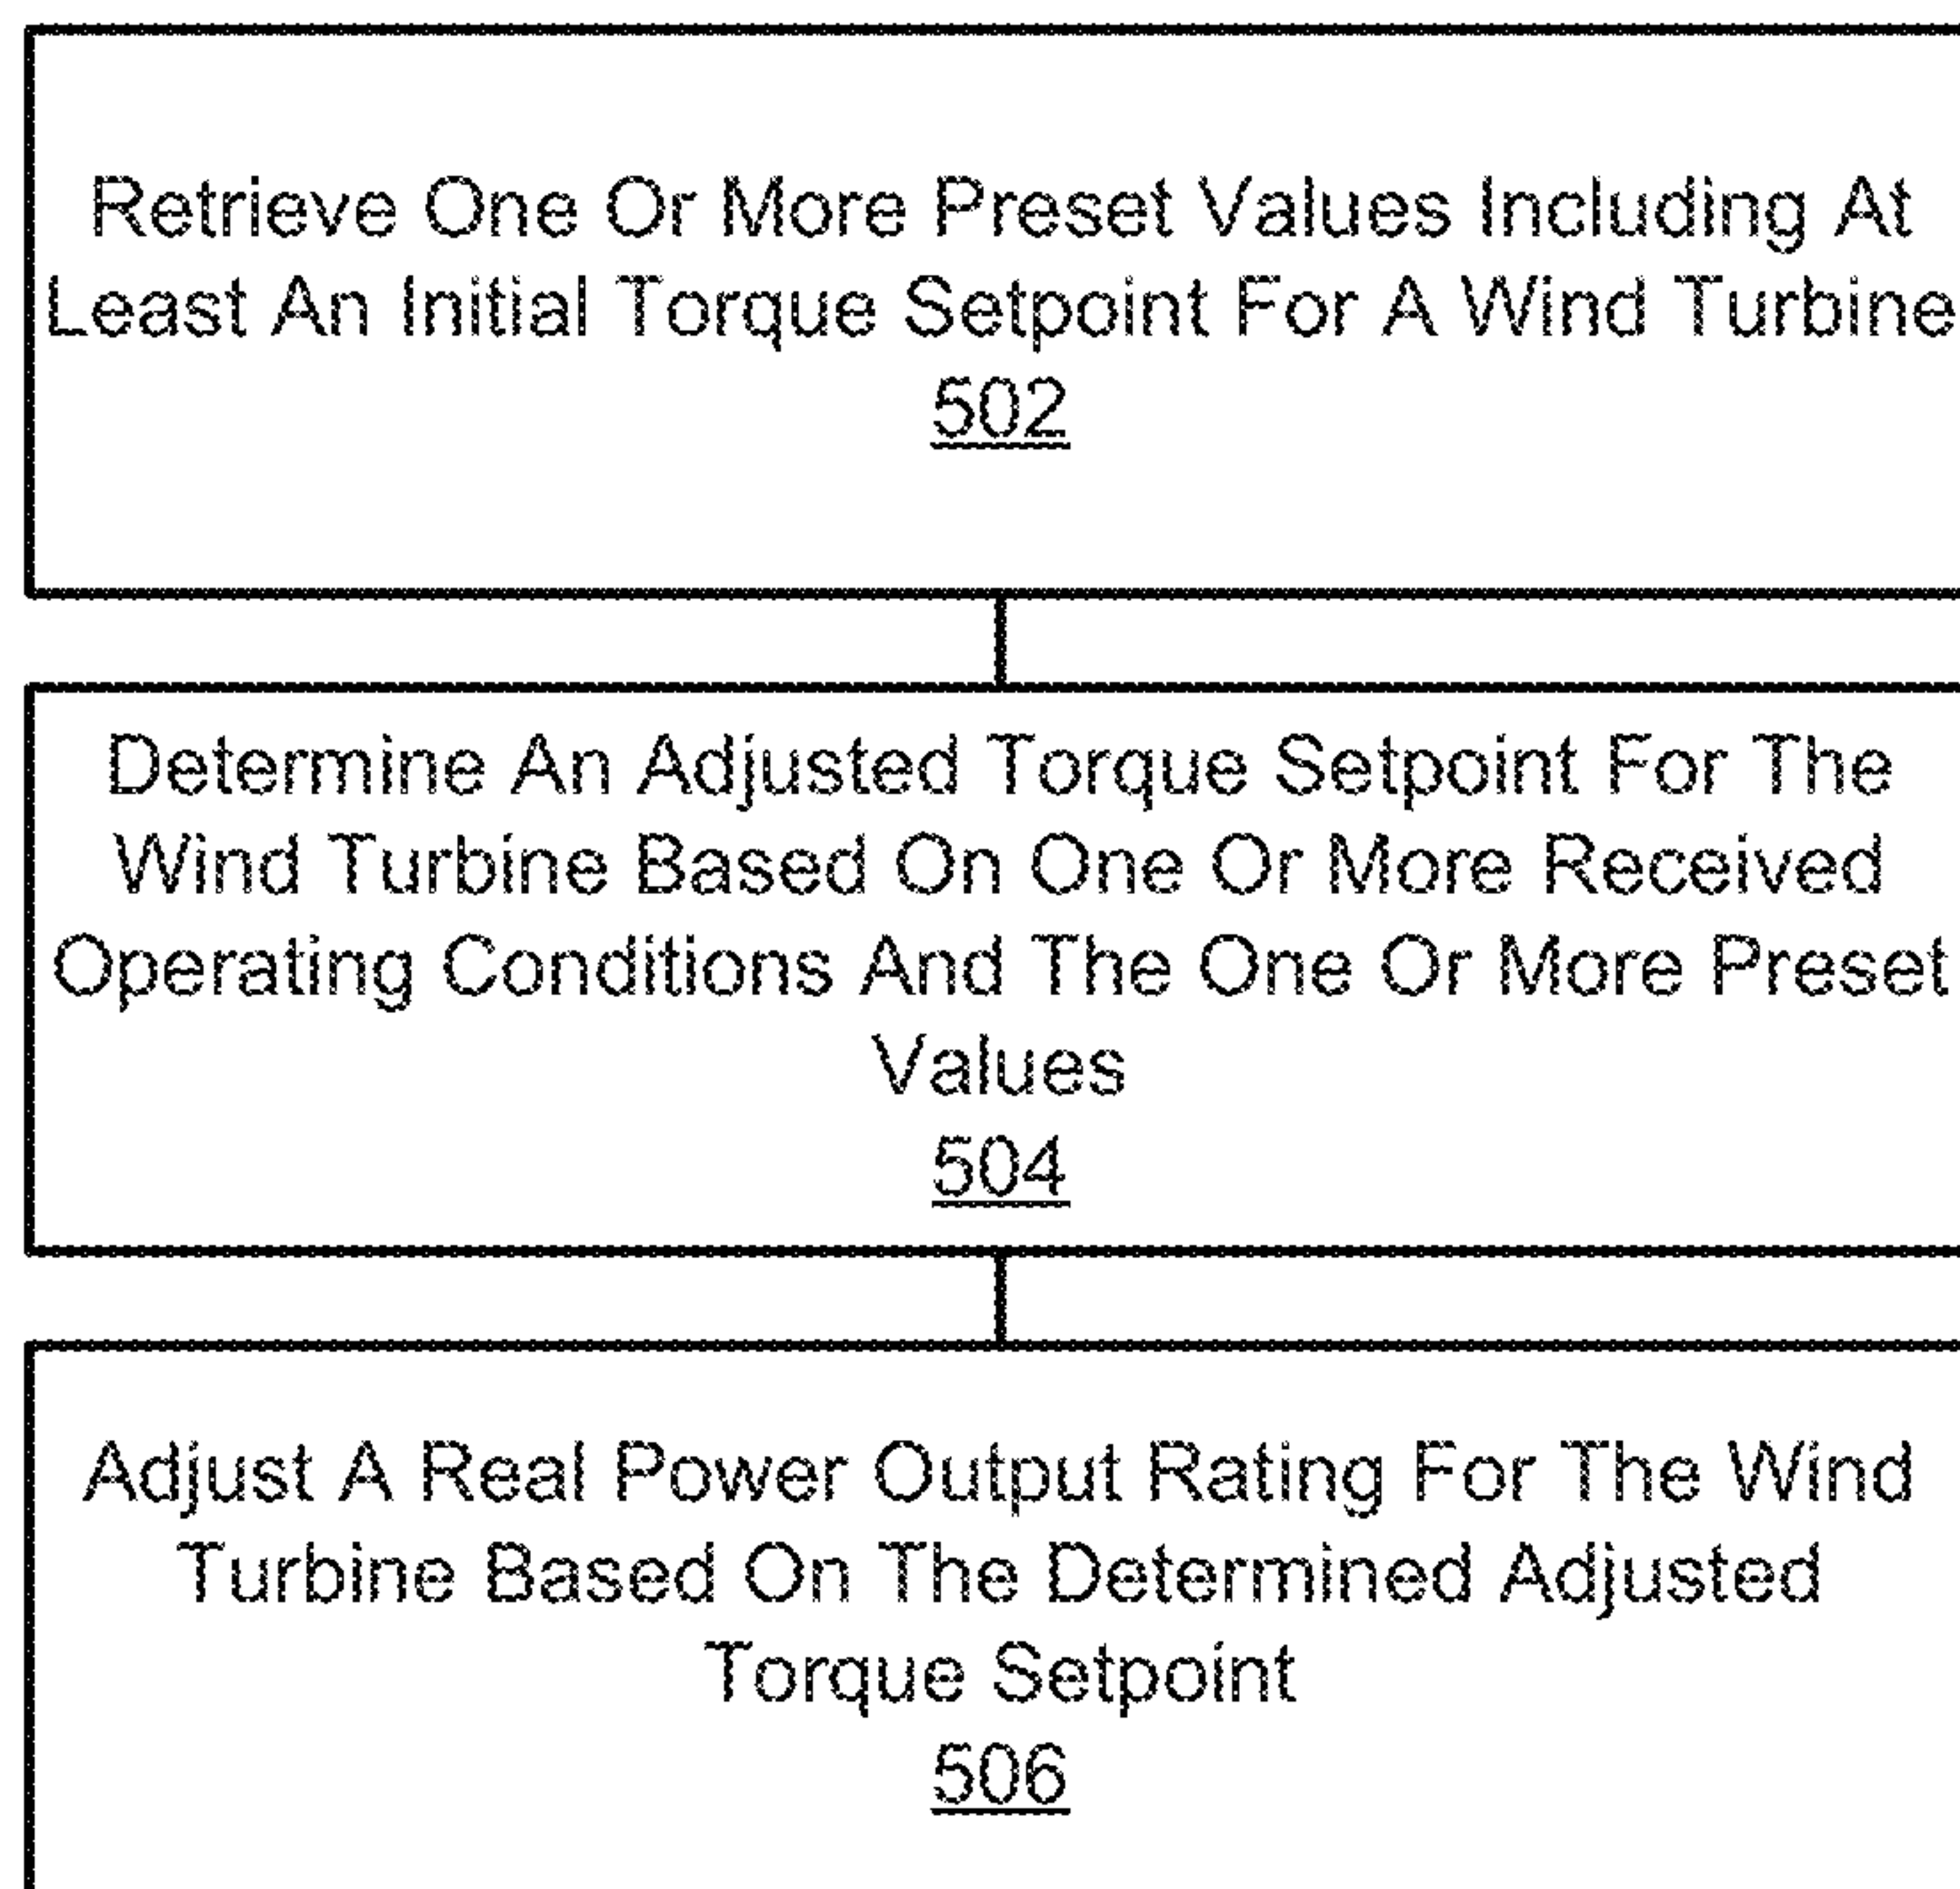 Retrieve One Or More Preset Values Including At
Least An Initial Torque Setpoint For A Wind Turbine
502
Determine An Adjusted Torque Setpoint For The
Wind Turbine Based On One Or More Received
Operating Conditions And The One Or More Preset
Values
504
Adjust A Real Power Output Rating For The Wind
Turbine Based On The Determined Adjusted
Torque Setpoint
506